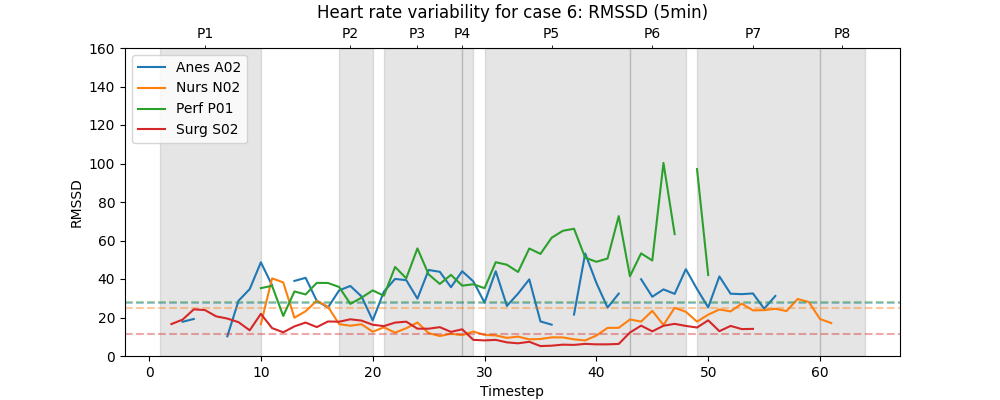 Heart rate variability for case 6: RMSSD (5min)
P1 P2 P3 P4 P5 P6 P7 P8
160
140
120
100
80
60
40
20
0
RMSSD
Anes A02
Nurs N02
Perf P01
Surg S02
0 10 20 30 40 50 60
Timestep